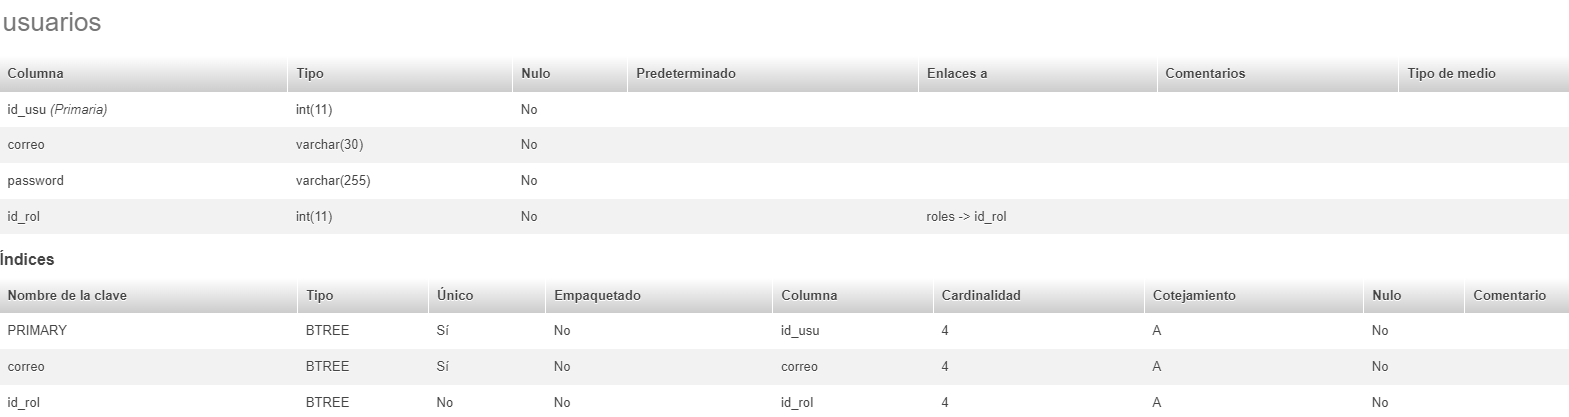 usuarios
Columna Tipo Nulo Predeterminado Enlaces a Comentarios Tipo de medio
id_usu (Primaria) int(11) No
correo varchar(30) No
password varchar(255) No
id_rol int(11) No roles -> id_rol
Índices
Nombre de la clave Tipo Único Empaquetado Columna Cardinalidad Cotejamiento Nulo Comentario
PRIMARY BTREE Sí No id_usu 4 A No
correo BTREE Sí No correo 4 A No
id_rol BTREE No No id_rol 4 A No